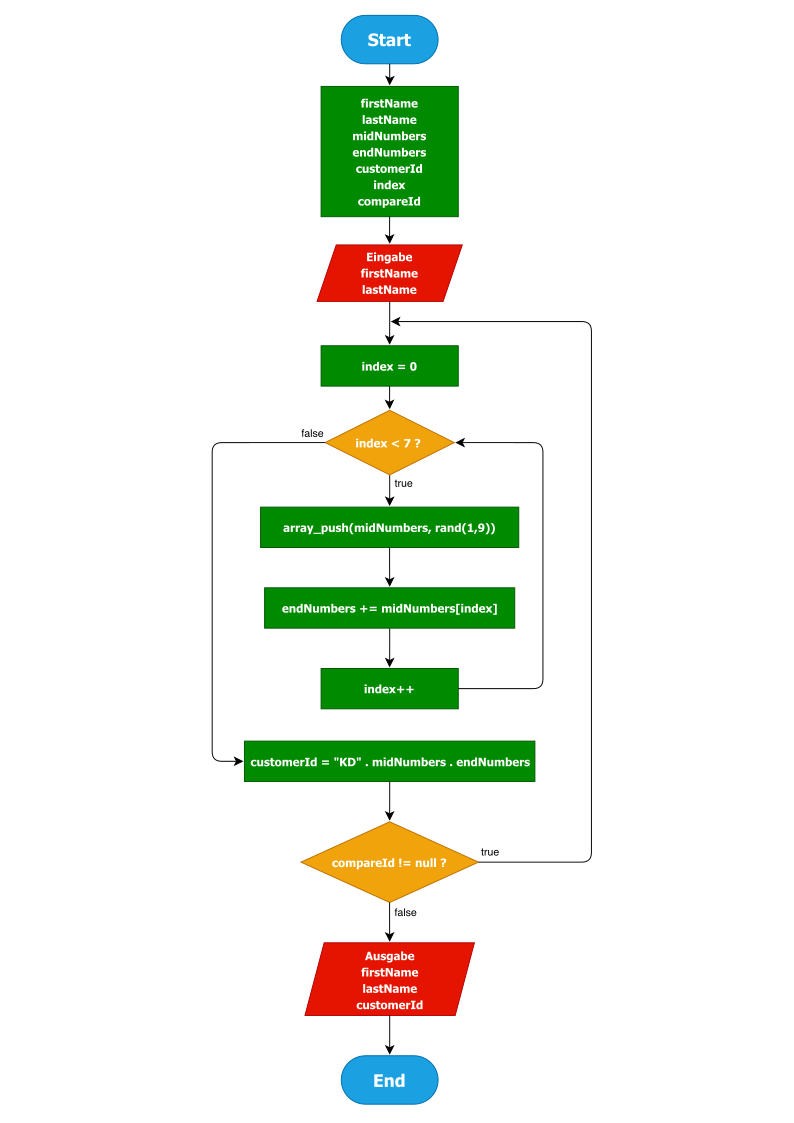 Start
firstName
lastName
midNumbers
endNumbers
customerId
index
compareId
Eingabe
firstName
lastName
index = 0
index < 7 ?
false
true
array_push(midNumbers, rand(1,9))
endNumbers += midNumbers[index]
index++
customerId = "KD" . midNumbers . endNumbers
compareId != null ?
true
false
Ausgabe
firstName
lastName
customerId
End